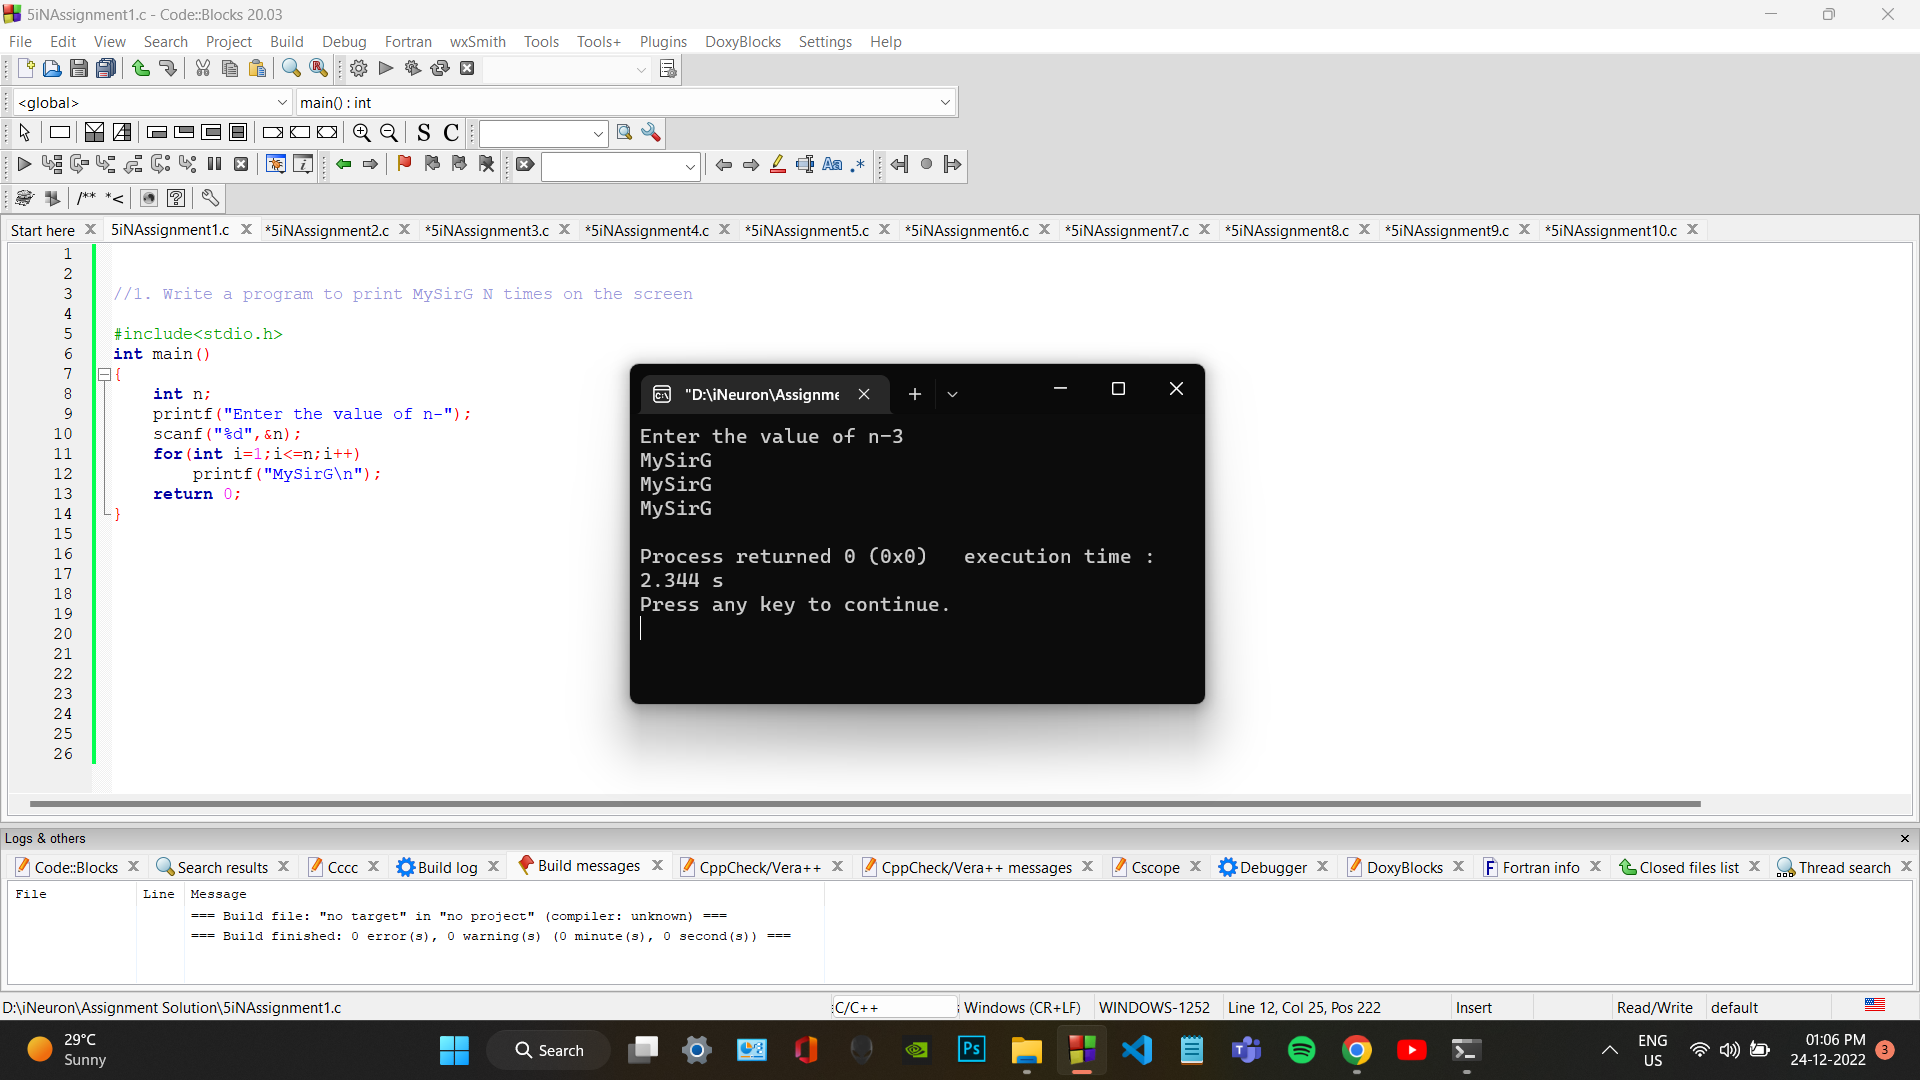 5iNAssignment1.c - Code::Blocks 20.03
File Edit View Search Project Build Debug Fortran wxSmith Tools Tools+ Plugins DoxyBlocks Settings Help
<global> main() : int
S C
Aa .*
/** *<
Start here 5iNAssignment1.c *5iNAssignment2.c *5iNAssignment3.c *5iNAssignment4.c *5iNAssignment5.c *5iNAssignment6.c *5iNAssignment7.c *5iNAssignment8.c *5iNAssignment9.c *5iNAssignment10.c
1
2
3 //1. Write a program to print MySirG N times on the screen
4
5 #include<stdio.h>
6 int main()
7 {
8 int n;
9 printf("Enter the value of n-");
10 scanf("%d",&n);
11 for(int i=1;i<=n;i++)
12 printf("MySirG\n");
13 return 0;
14 }
15
16
17
18
19
20
21
22
23
24
25
26
"D:\iNeuron\Assignme
Enter the value of n-3
MySirG
MySirG
MySirG
Process returned 0 (0x0) execution time :
2.344 s
Press any key to continue.
Logs & others
Code::Blocks Search results Cccc Build log Build messages CppCheck/Vera++ CppCheck/Vera++ messages Cscope Debugger DoxyBlocks Fortran info Closed files list Thread search
File Line Message
=== Build file: "no target" in "no project" (compiler: unknown) ===
=== Build finished: 0 error(s), 0 warning(s) (0 minute(s), 0 second(s)) ===
D:\iNeuron\Assignment Solution\5iNAssignment1.c C/C++ Windows (CR+LF) WINDOWS-1252 Line 12, Col 25, Pos 222 Insert Read/Write default
29°C
Sunny
Search
Ps
ENG
US
01:06 PM
24-12-2022
3